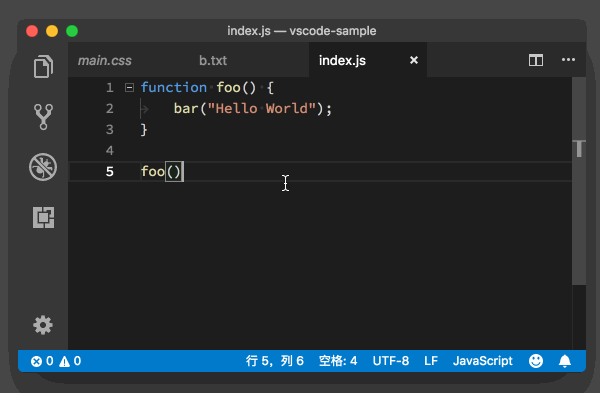 index.js — vscode-sample
main.css b.txt index.js ×
1 function foo() {
2 bar("Hello World");
3 }
4
5 foo()
0 0 行 5，列 6 空格: 4 UTF-8 LF JavaScript